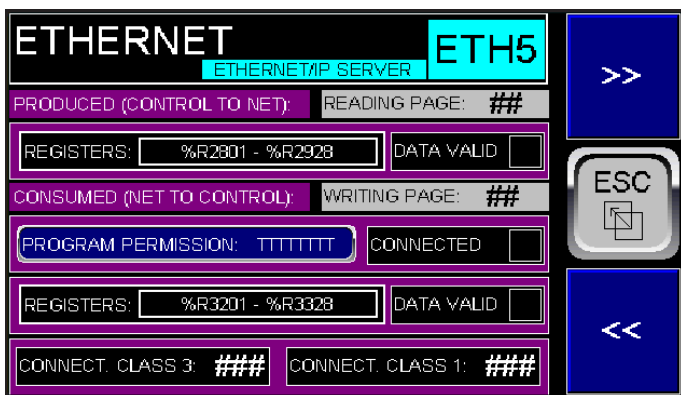 ETHERNET
ETHERNET/IP SERVER
ETH5
>>
PRODUCED (CONTROL TO NET):
READING PAGE: ##
REGISTERS: %R2801 - %R2928
DATA VALID
ESC
CONSUMED (NET TO CONTROL):
WRITING PAGE: ##
PROGRAM PERMISSION: TTTTTTTT
CONNECTED
REGISTERS: %R3201 - %R3328
DATA VALID
<<
CONNECT. CLASS 3: ###
CONNECT. CLASS 1: ###